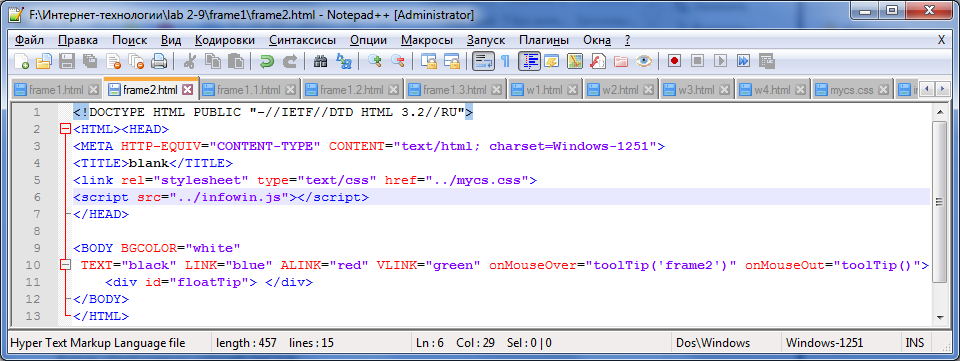 F:\Интернет-технологии\lab 2-9\frame1\frame2.html - Notepad++ [Administrator]
Файл Правка Поиск Вид Кодировки Синтаксисы Опции Макросы Запуск Плагины Окна ? X
frame1.html frame2.html frame1.1.html frame1.2.html frame1.3.html w1.html w2.html w3.html w4.html mycs.css
1 <!DOCTYPE HTML PUBLIC "-//IETF//DTD HTML 3.2//RU">
2 <HTML><HEAD>
3 <META HTTP-EQUIV="CONTENT-TYPE" CONTENT="text/html; charset=Windows-1251">
4 <TITLE>blank</TITLE>
5 <link rel="stylesheet" type="text/css" href="../mycs.css">
6 <script src="../infowin.js"></script>
7 </HEAD>
8
9 <BODY BGCOLOR="white"
10 TEXT="black" LINK="blue" ALINK="red" VLINK="green" onMouseOver="toolTip('frame2')" onMouseOut="toolTip()">
11 <div id="floatTip"> </div>
12 </BODY>
13 </HTML>
Hyper Text Markup Language file length : 457 lines : 15 Ln : 6 Col : 29 Sel : 0 | 0 Dos\Windows Windows-1251 INS